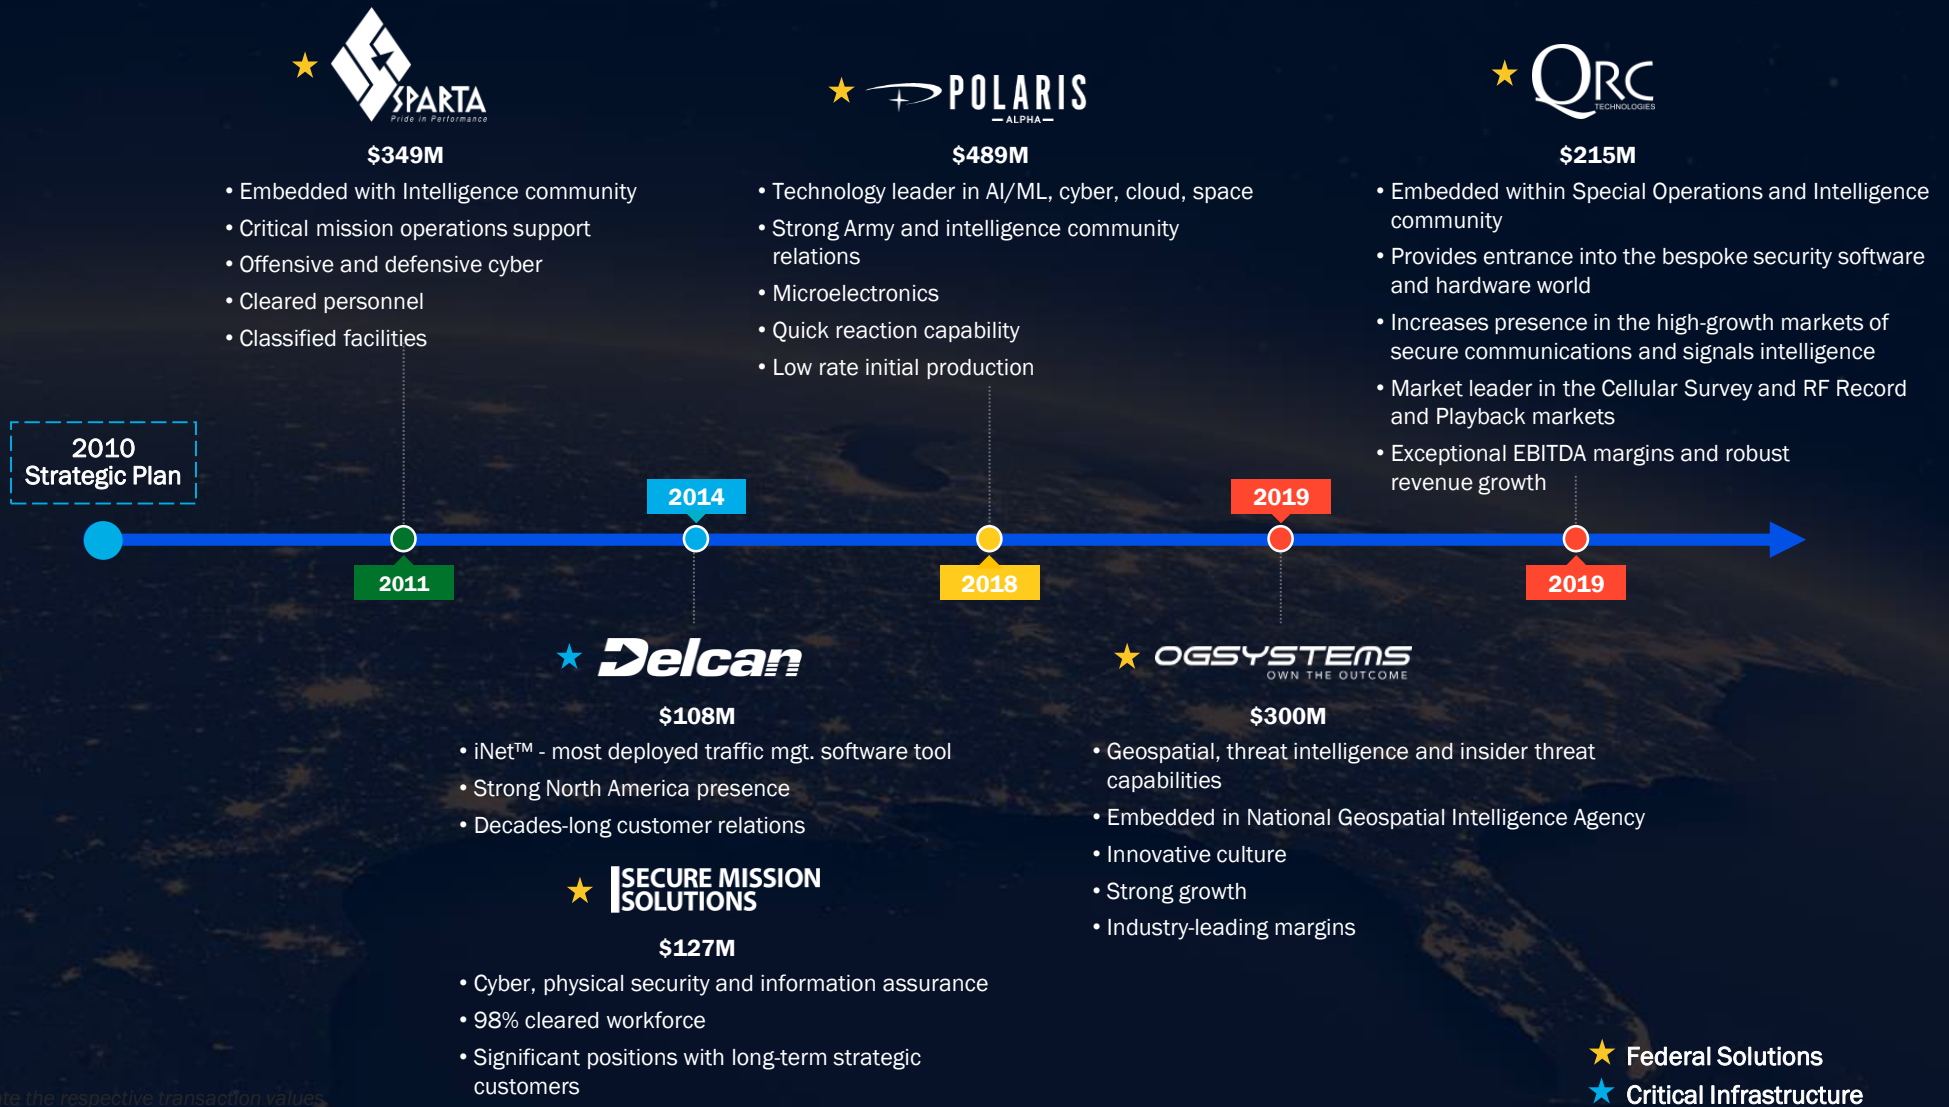 SPARTA
Pride in Performance
$349M
• Embedded with Intelligence community
• Critical mission operations support
• Offensive and defensive cyber
• Cleared personnel
• Classified facilities
POLARIS
ALPHA
$489M
• Technology leader in AI/ML, cyber, cloud, space
• Strong Army and intelligence community
relations
• Microelectronics
• Quick reaction capability
• Low rate initial production
QRC
TECHNOLOGIES
$215M
• Embedded within Special Operations and Intelligence
community
• Provides entrance into the bespoke security software
and hardware world
• Increases presence in the high-growth markets of
secure communications and signals intelligence
• Market leader in the Cellular Survey and RF Record
and Playback markets
• Exceptional EBITDA margins and robust
revenue growth
2010
Strategic Plan
2011
2014
2018
2019
2019
Delcan
$108M
• iNet™ - most deployed traffic mgt. software tool
• Strong North America presence
• Decades-long customer relations
SECURE MISSION
SOLUTIONS
$127M
• Cyber, physical security and information assurance
• 98% cleared workforce
• Significant positions with long-term strategic
customers
OGSYSTEMS
OWN THE OUTCOME
$300M
• Geospatial, threat intelligence and insider threat
capabilities
• Embedded in National Geospatial Intelligence Agency
• Innovative culture
• Strong growth
• Industry-leading margins
Federal Solutions
Critical Infrastructure
the respective transaction values